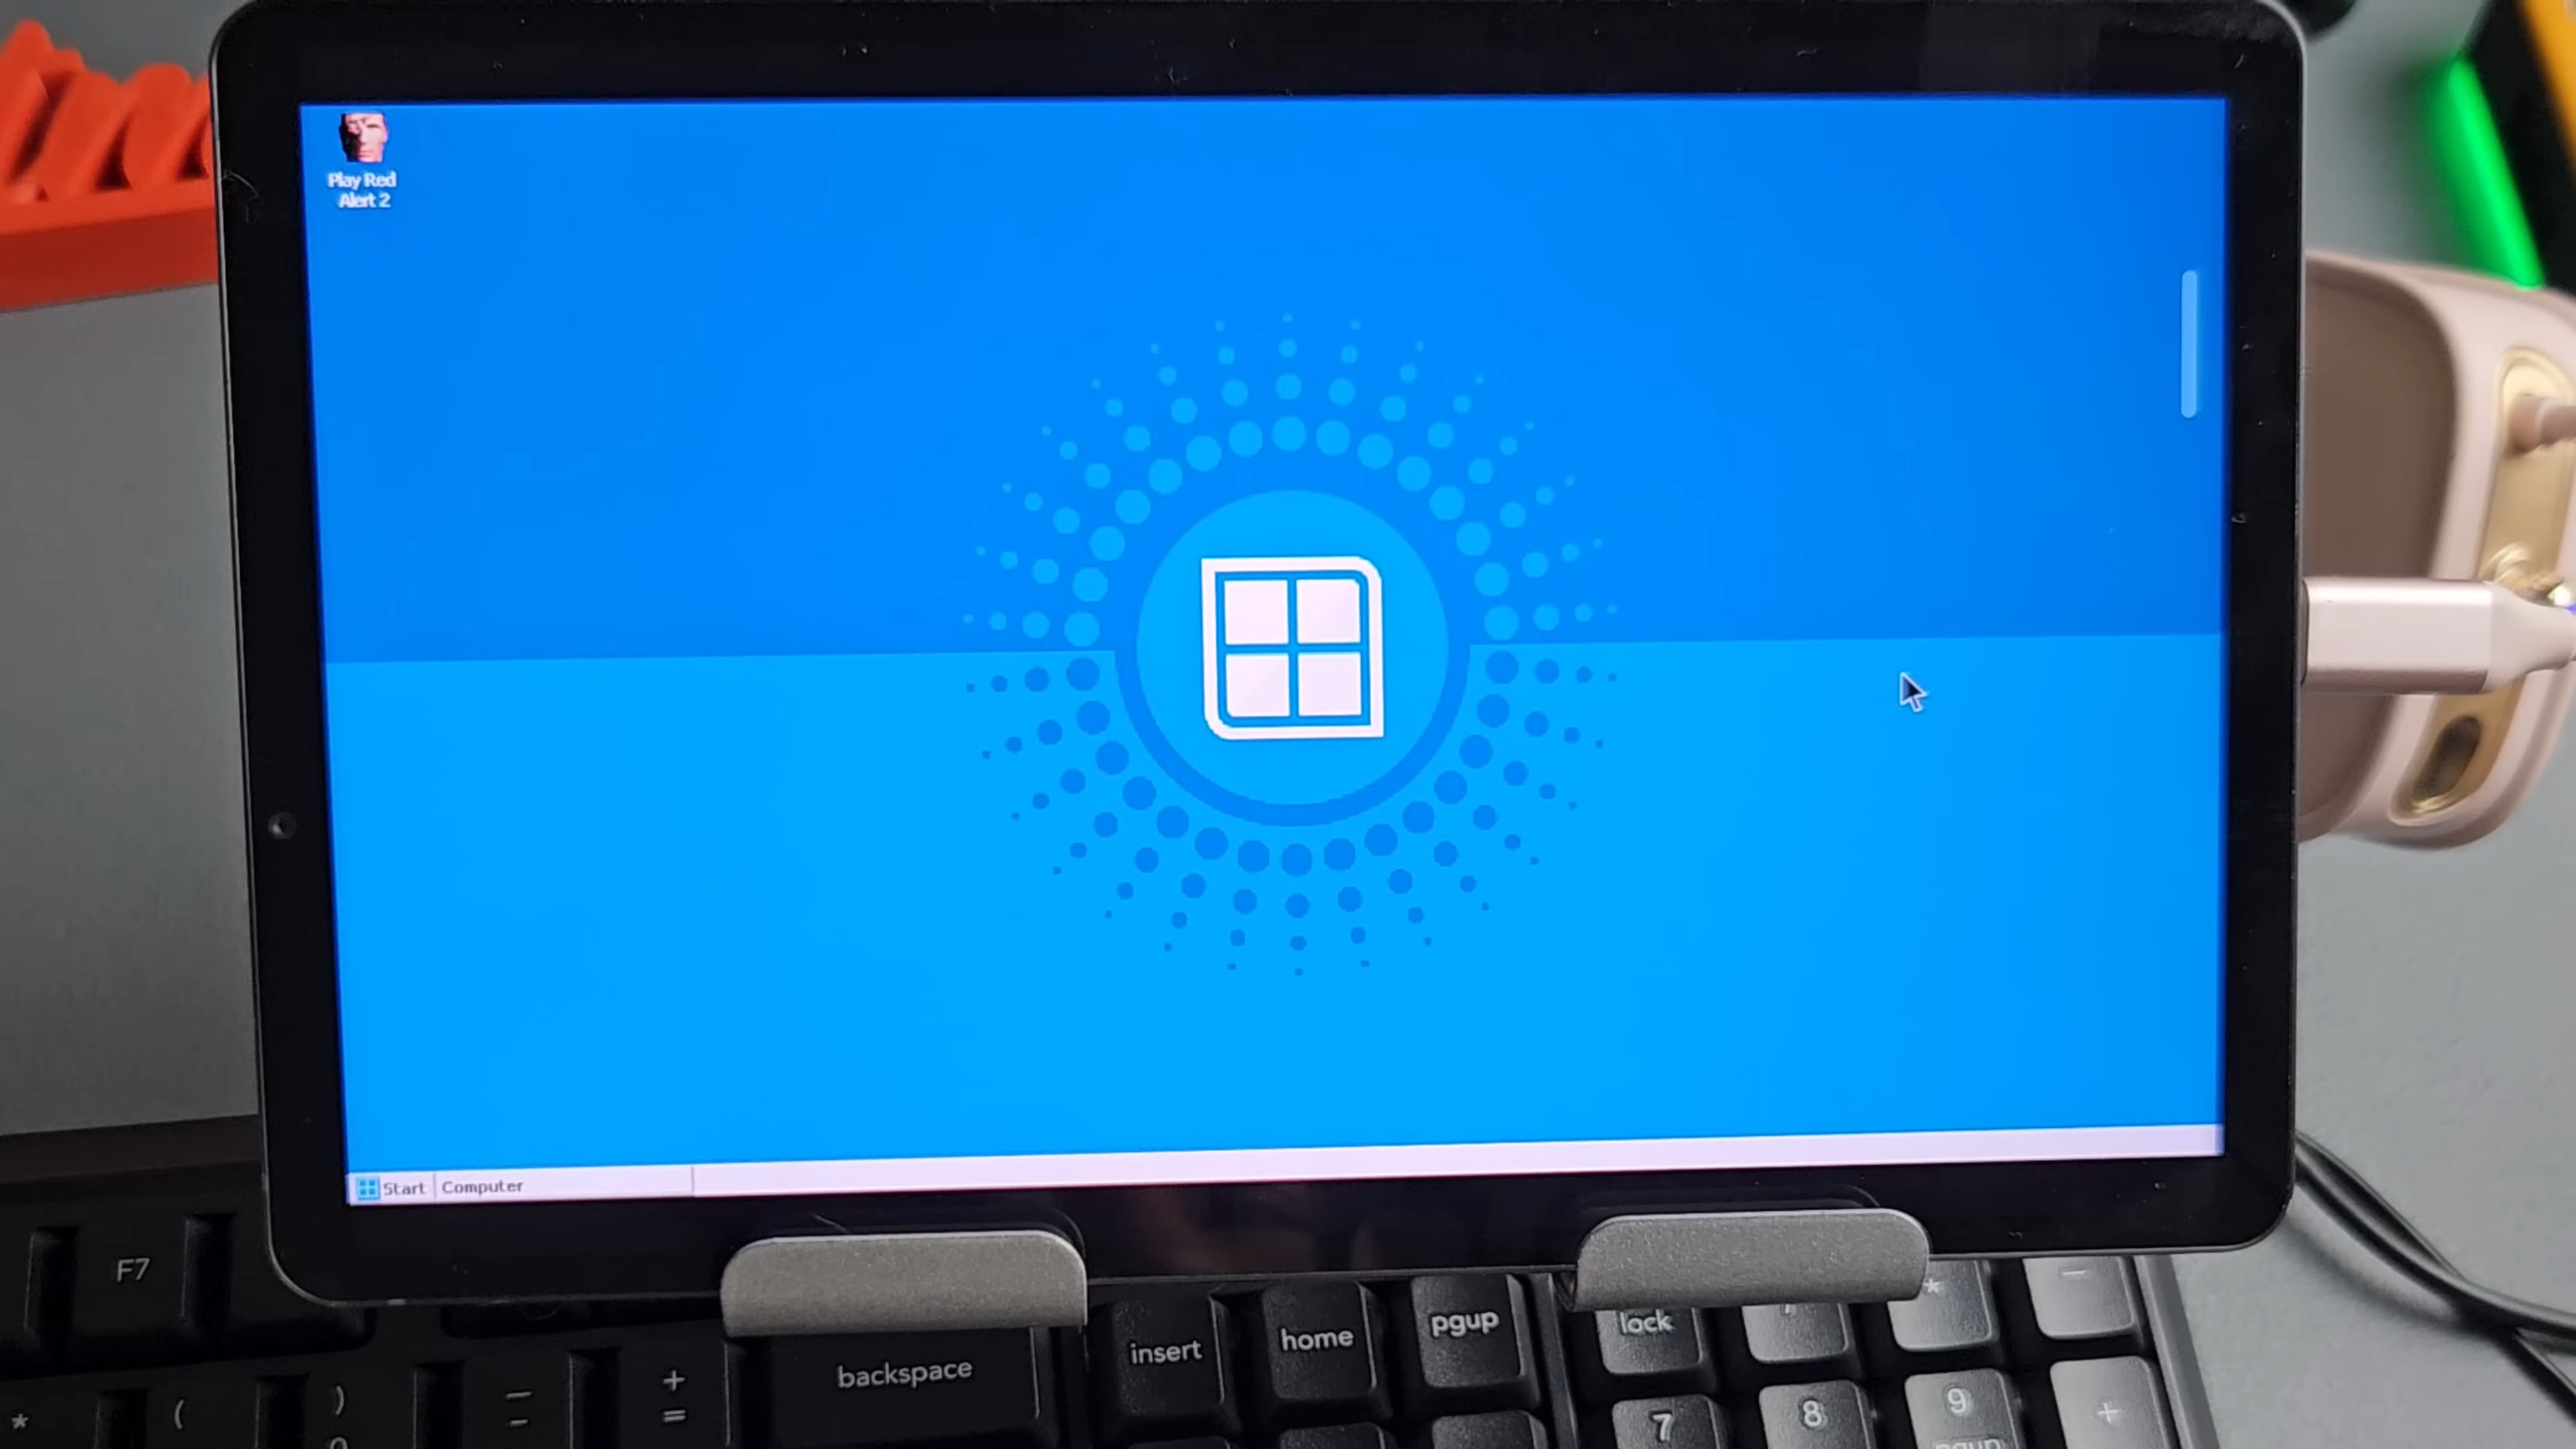 Play Red
Alert 2
Start
Computer
F7
backspace
insert
home
pgup
lock
*
-
*
(
)
-
-
+
=
7
8
9
+